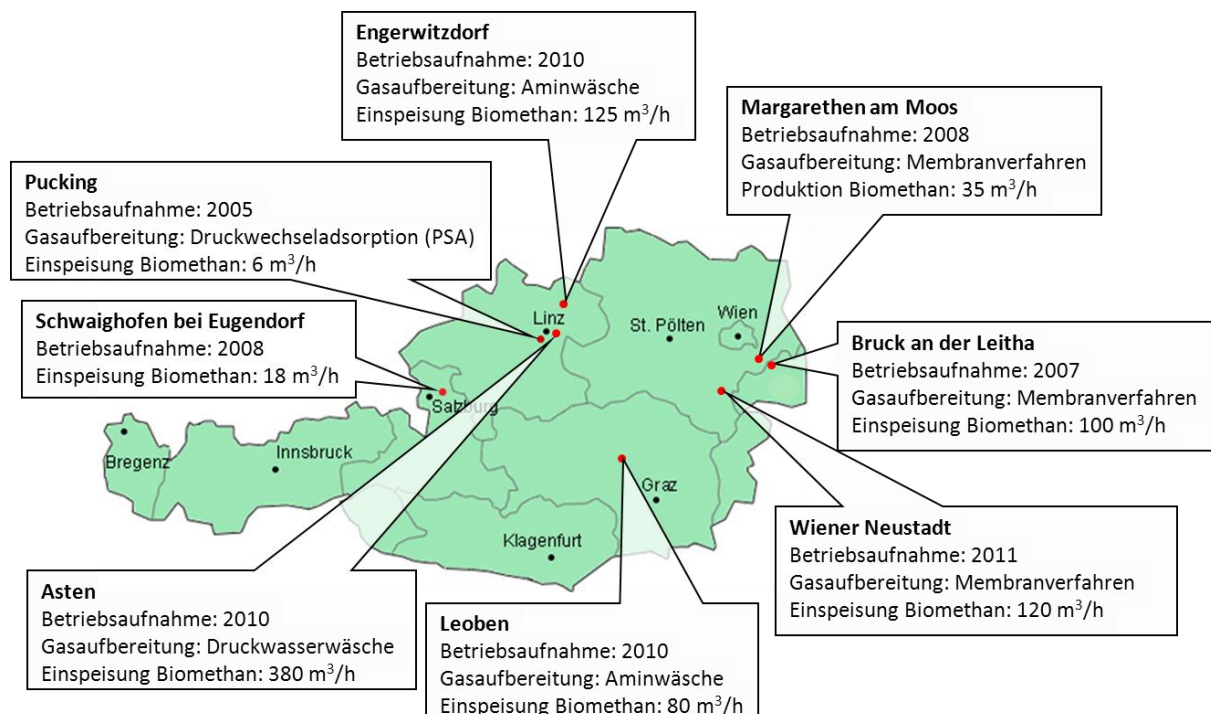 Engerwitzdorf
Betriebsaufnahme: 2010
Gasaufbereitung: Aminwäsche
Einspeisung Biomethan: 125 m³/h
Margarethen am Moos
Betriebsaufnahme: 2008
Gasaufbereitung: Membranverfahren
Produktion Biomethan: 35 m³/h
Pucking
Betriebsaufnahme: 2005
Gasaufbereitung: Druckwechseladsorption (PSA)
Einspeisung Biomethan: 6 m³/h
Schwaighofen bei Eugendorf
Betriebsaufnahme: 2008
Einspeisung Biomethan: 18 m³/h
Linz
St. Pölten
Wien
Salzburg
Bregenz
Innsbruck
Graz
Klagenfurt
Bruck an der Leitha
Betriebsaufnahme: 2007
Gasaufbereitung: Membranverfahren
Einspeisung Biomethan: 100 m³/h
Wiener Neustadt
Betriebsaufnahme: 2011
Gasaufbereitung: Membranverfahren
Einspeisung Biomethan: 120 m³/h
Asten
Betriebsaufnahme: 2010
Gasaufbereitung: Druckwasserwäsche
Einspeisung Biomethan: 380 m³/h
Leoben
Betriebsaufnahme: 2010
Gasaufbereitung: Aminwäsche
Einspeisung Biomethan: 80 m³/h